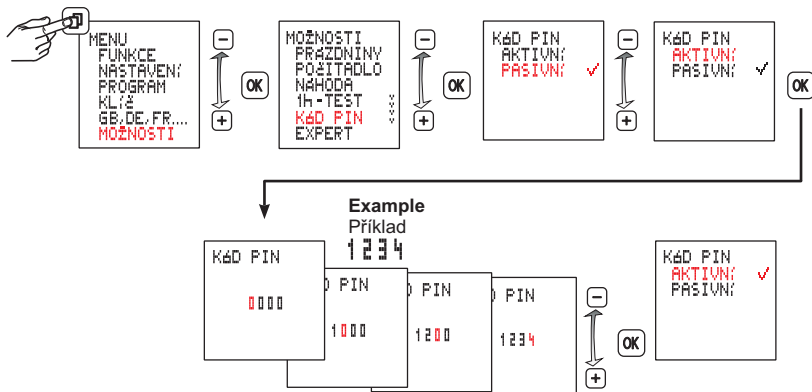 MENU
FUNKCE
NASTAVENí
PROGRAM
KLíč
GB,DE,FR....
MOŽNOSTI
−
OK
+
MOŽNOSTI
PRÁZDNINY
POčITADLO
NÁHODA
1h-TEST
KóD PIN
EXPERT
−
OK
+
KóD PIN
AKTIVNí
PASIVNí ✓
−
+
KóD PIN
AKTIVNí
PASIVNí ✓
OK
Example
Příklad
1234
KóD PIN
0000
D PIN
1000
D PIN
1200
D PIN
1234
−
OK
+
KóD PIN
AKTIVNí ✓
PASIVNí